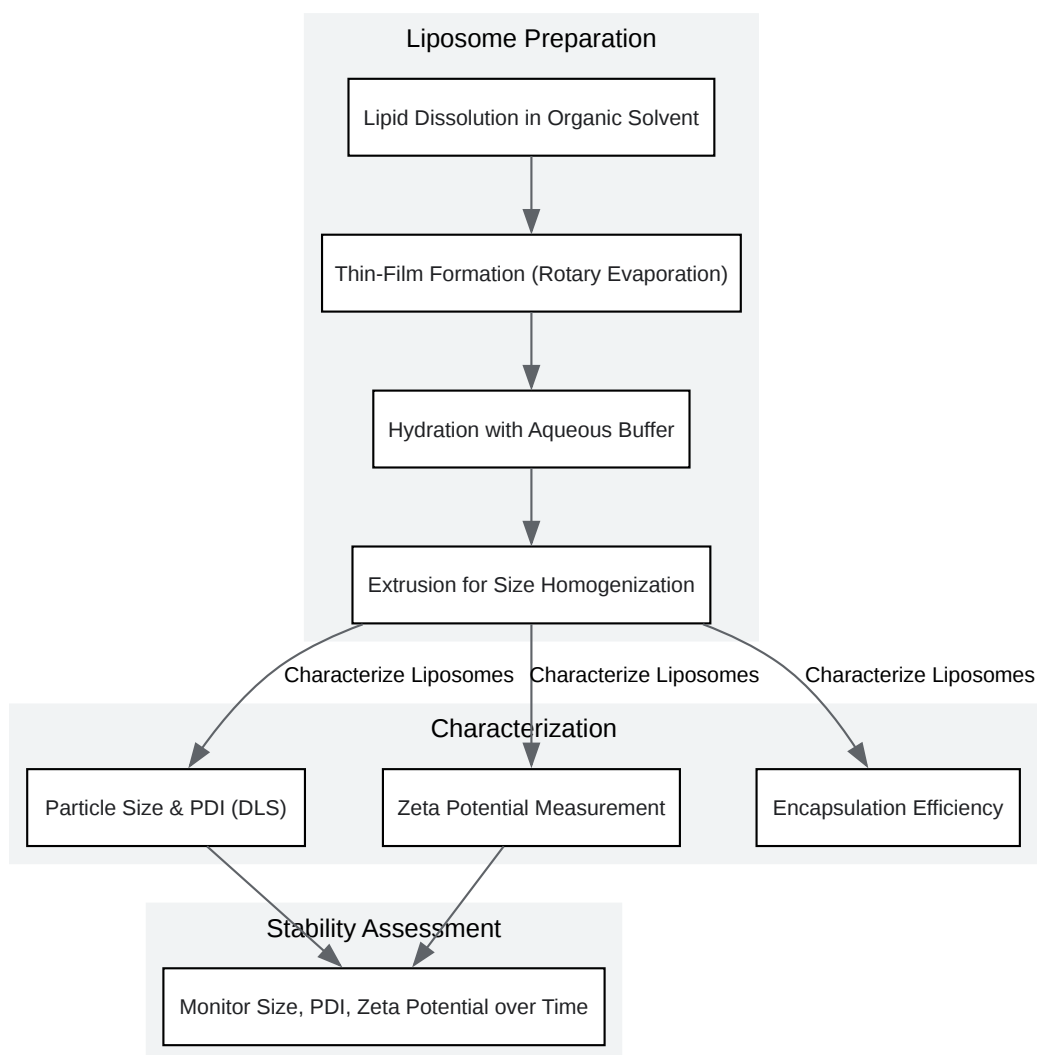 Liposome Preparation
Lipid Dissolution in Organic Solvent
Thin-Film Formation (Rotary Evaporation)
Hydration with Aqueous Buffer
Extrusion for Size Homogenization
Characterize Liposomes
Characterize Liposomes
Characterize Liposomes
Characterization
Particle Size & PDI (DLS)
Zeta Potential Measurement
Encapsulation Efficiency
Stability Assessment
Monitor Size, PDI, Zeta Potential over Time